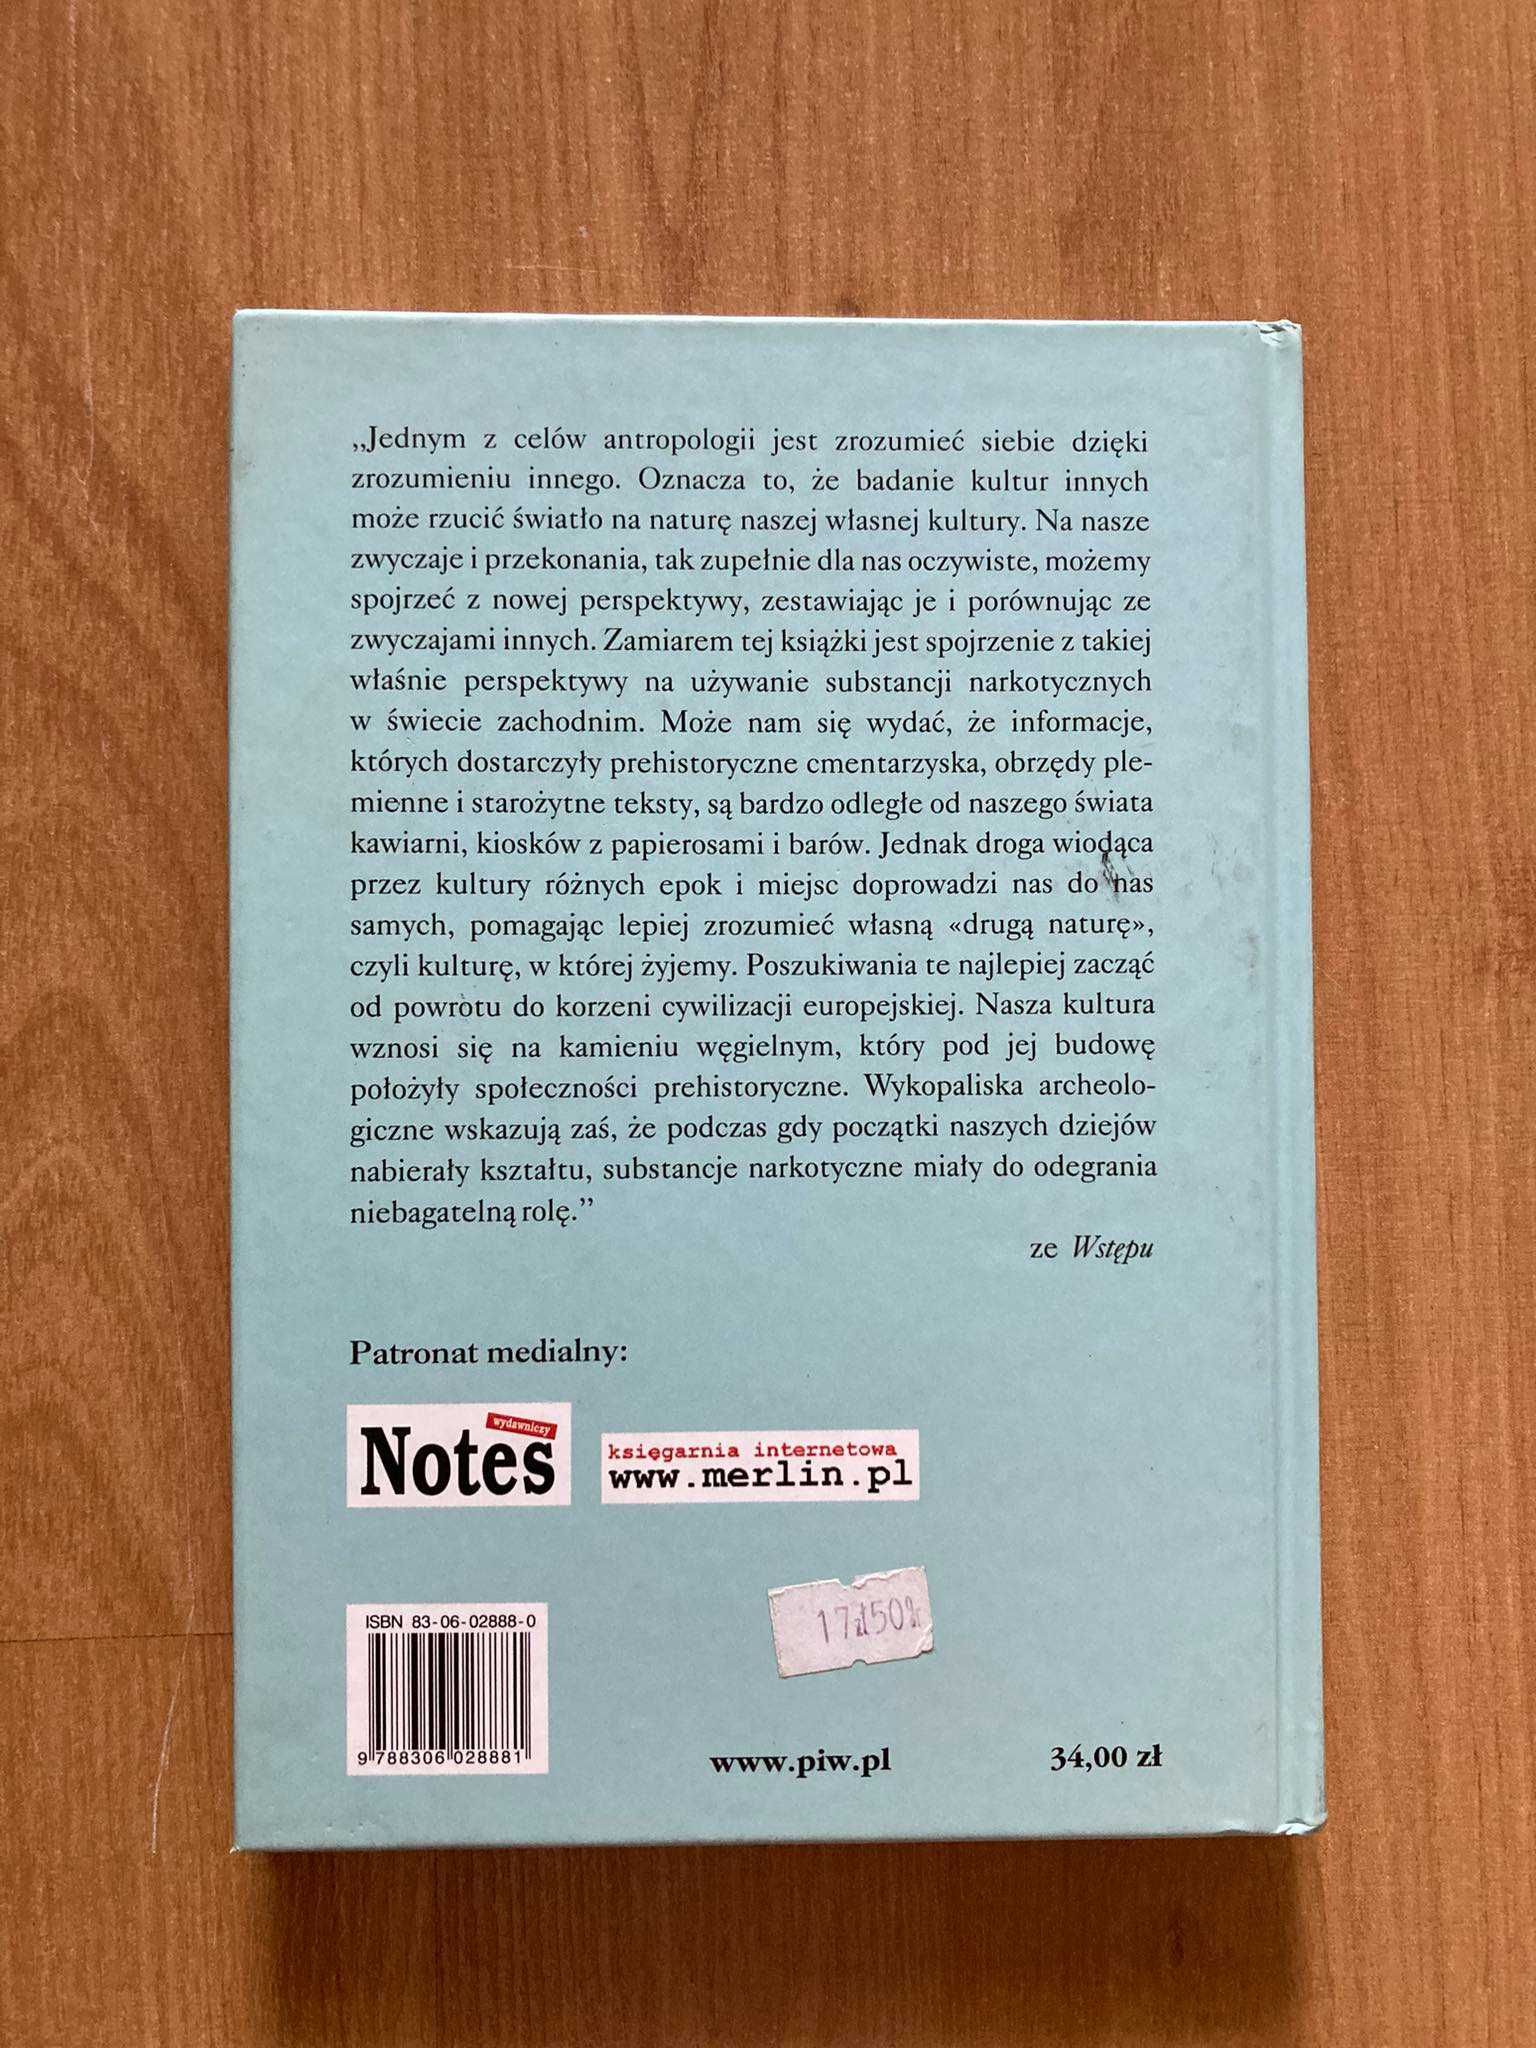 „Jednym z celów antropologii jest zrozumieć siebie dzięki
zrozumieniu innego. Oznacza to, że badanie kultur innych
może rzucić światło na naturę naszej własnej kultury. Na nasze
zwyczaje i przekonania, tak zupełnie dla nas oczywiste, możemy
spojrzeć z nowej perspektywy, zestawiając je i porównując ze
zwyczajami innych. Zamiarem tej książki jest spojrzenie z takiej
właśnie perspektywy na używanie substancji narkotycznych
w świecie zachodnim. Może nam się wydać, że informacje,
których dostarczyły prehistoryczne cmentarzyska, obrzędy ple-
mienne i starożytne teksty, są bardzo odległe od naszego świata
kawiarni, kiosków z papierosami i barów. Jednak droga wiodąca
przez kultury różnych epok i miejsc doprowadzi nas do nas
samych, pomagając lepiej zrozumieć własną «drugą naturę»,
czyli kulturę, w której żyjemy. Poszukiwania te najlepiej zacząć
od powrotu do korzeni cywilizacji europejskiej. Nasza kultura
wznosi się na kamieniu węgielnym, który pod jej budowę
położyły społeczności prehistoryczne. Wykopaliska archeolo-
giczne wskazują zaś, że podczas gdy początki naszych dziejów
nabierały kształtu, substancje narkotyczne miały do odegrania
niebagatelną rolę.”
ze Wstępu
Patronat medialny:
wydawniczy
Notes
księgarnia internetowa
www.merlin.pl
ISBN 83-06-02888-0
9 788306 028881
17zł50gr
www.piw.pl
34,00 zł